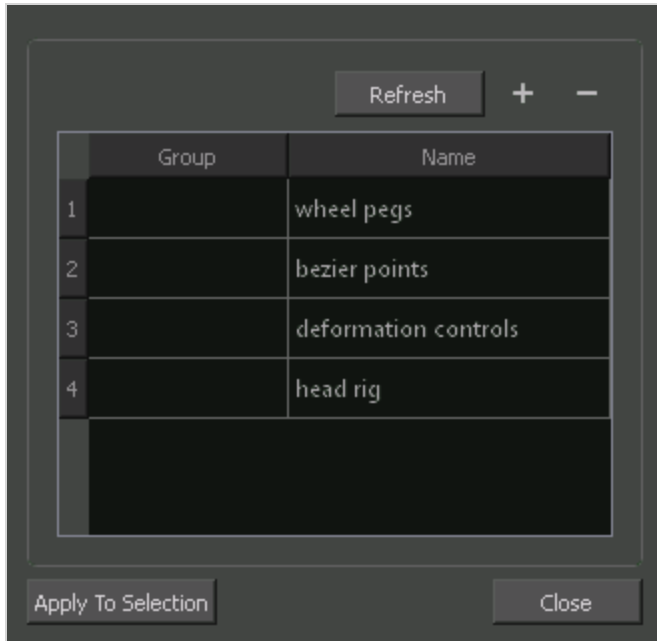 Refresh + −
Group Name
1 wheel pegs
2 bezier points
3 deformation controls
4 head rig
Apply To Selection Close